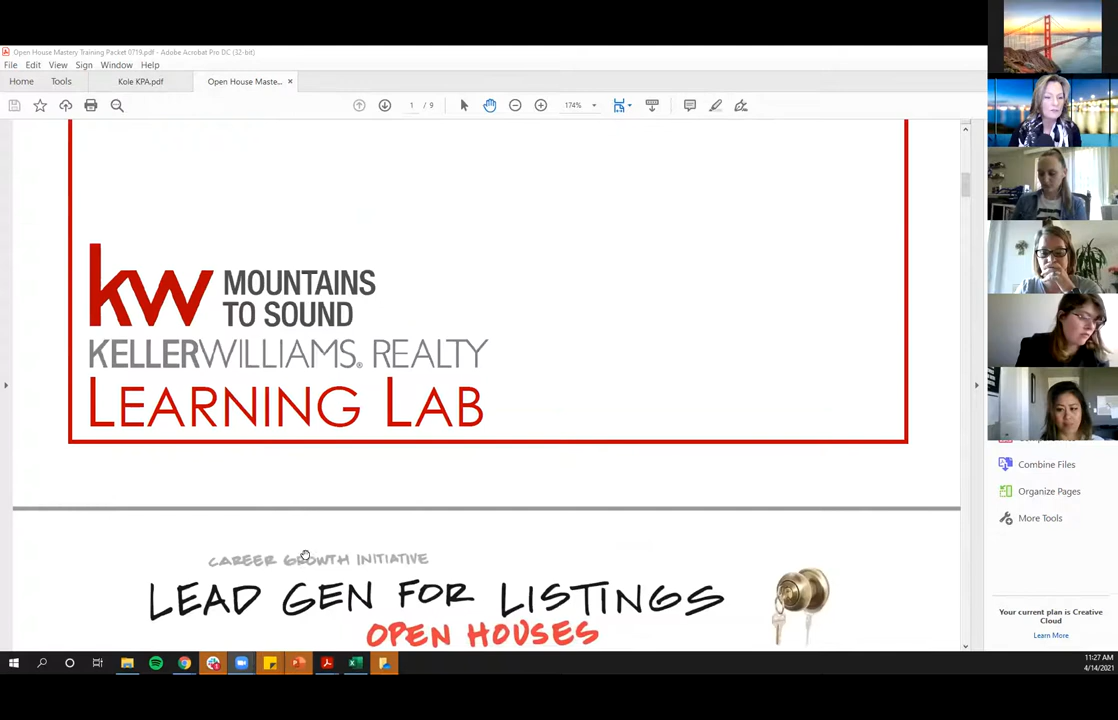 Open House Mastery Training Packet 0719.pdf - Adobe Acrobat Pro DC (32-bit)
File Edit View Sign Window Help
Home Tools Kole KPA.pdf Open House Maste... ×
1 / 9 174%
kw MOUNTAINS
TO SOUND
KELLERWILLIAMS® REALTY
LEARNING LAB
CAREER GROWTH INITIATIVE
LEAD GEN FOR LISTINGS
OPEN HOUSES
Combine Files
Organize Pages
More Tools
Your current plan is Creative
Cloud
Learn More
11:27 AM
4/14/2021